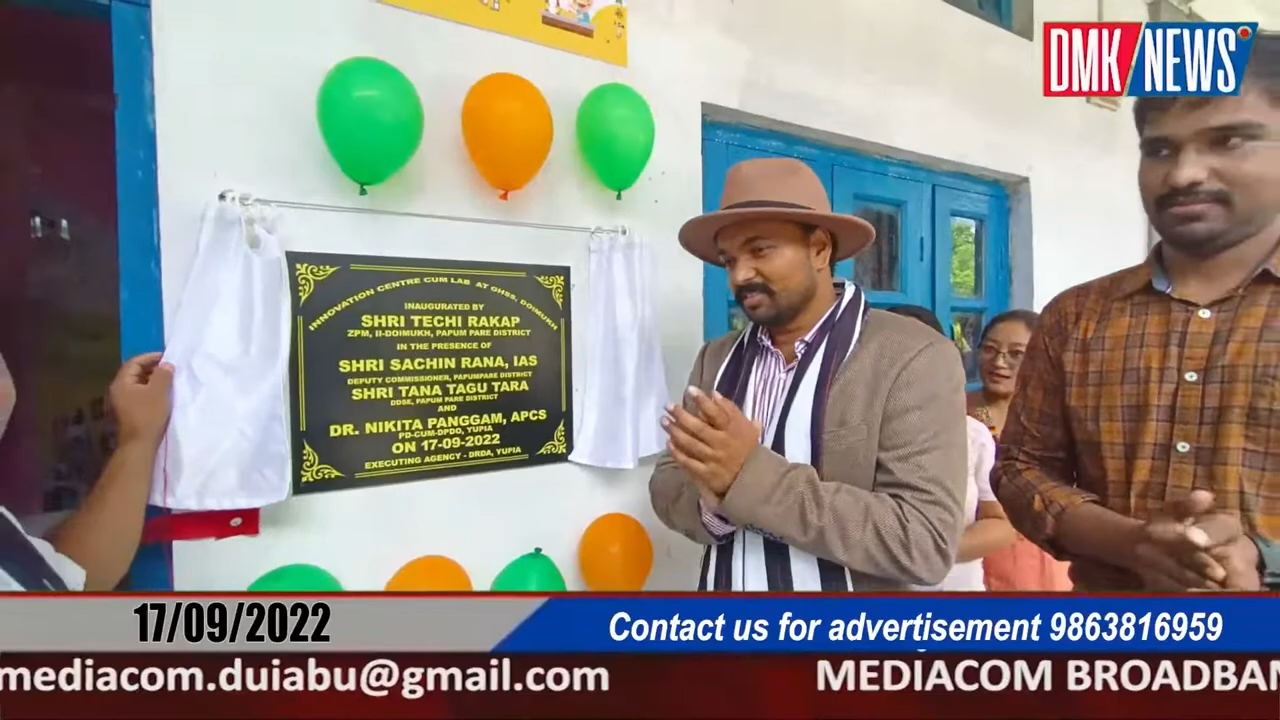 DMK NEWS
INNOVATION CENTRE CUM LAB AT GHSS, DOIMUKH
INAUGURATED BY
SHRI TECHI RAKAP
ZPM, II-DOIMUKH, PAPUM PARE DISTRICT
IN THE PRESENCE OF
SHRI SACHIN RANA, IAS
DEPUTY COMMISSIONER, PAPUMPARE DISTRICT
SHRI TANA TAGU TARA
DDSE, PAPUM PARE DISTRICT
AND
DR. NIKITA PANGGAM, APCS
PD-CUM-DPDO, YUPIA
ON 17-09-2022
EXECUTING AGENCY - DRDA, YUPIA
17/09/2022
Contact us for advertisement 9863816959
mediacom.duiabu@gmail.com
MEDIACOM BROADBAN